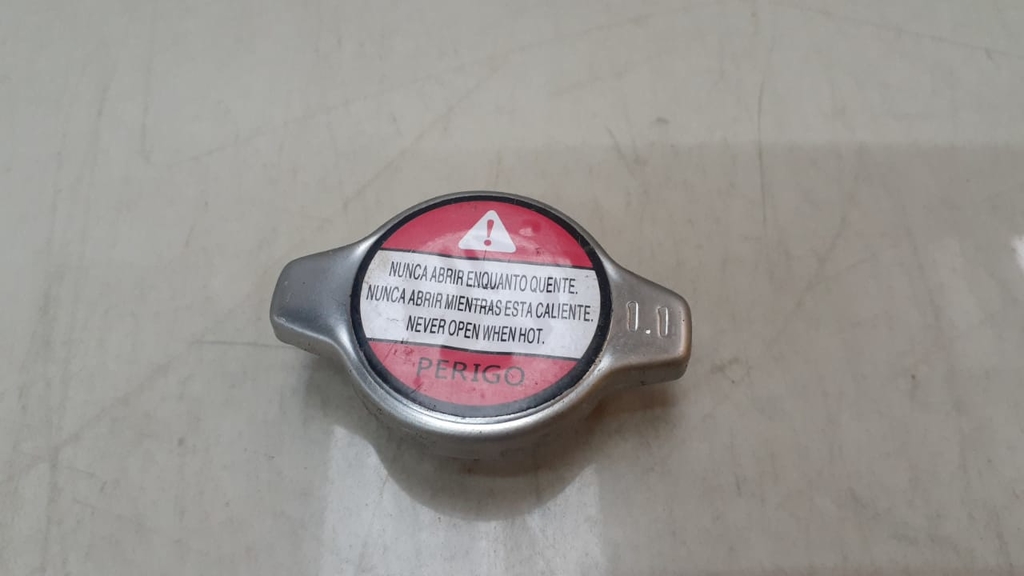 !
NUNCA ABRIR ENQUANTO QUENTE.
NUNCA ABRIR MIENTRAS ESTA CALIENTE.
NEVER OPEN WHEN HOT.
PERIGO